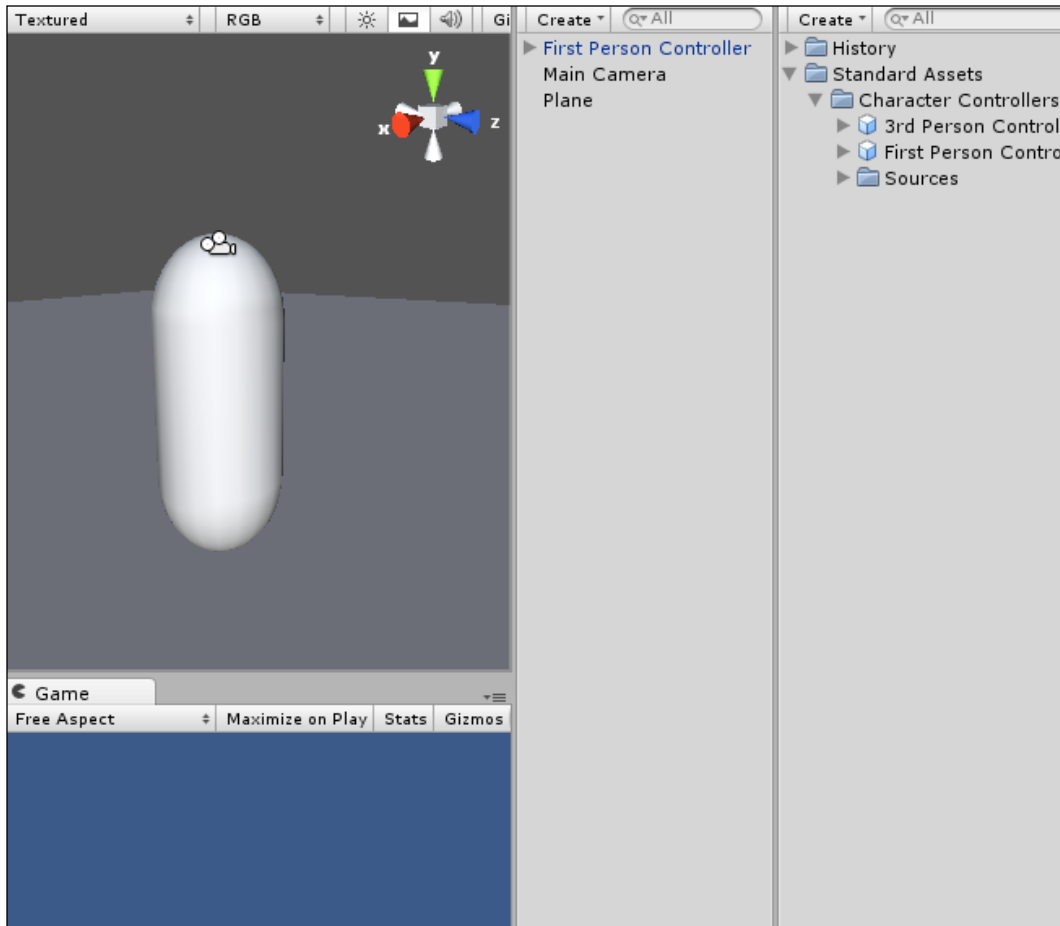 Textured RGB Gi
y
x z
Game
Free Aspect Maximize on Play Stats Gizmos
Create All
First Person Controller
Main Camera
Plane
Create All
History
Standard Assets
Character Controllers
3rd Person Control
First Person Contro
Sources